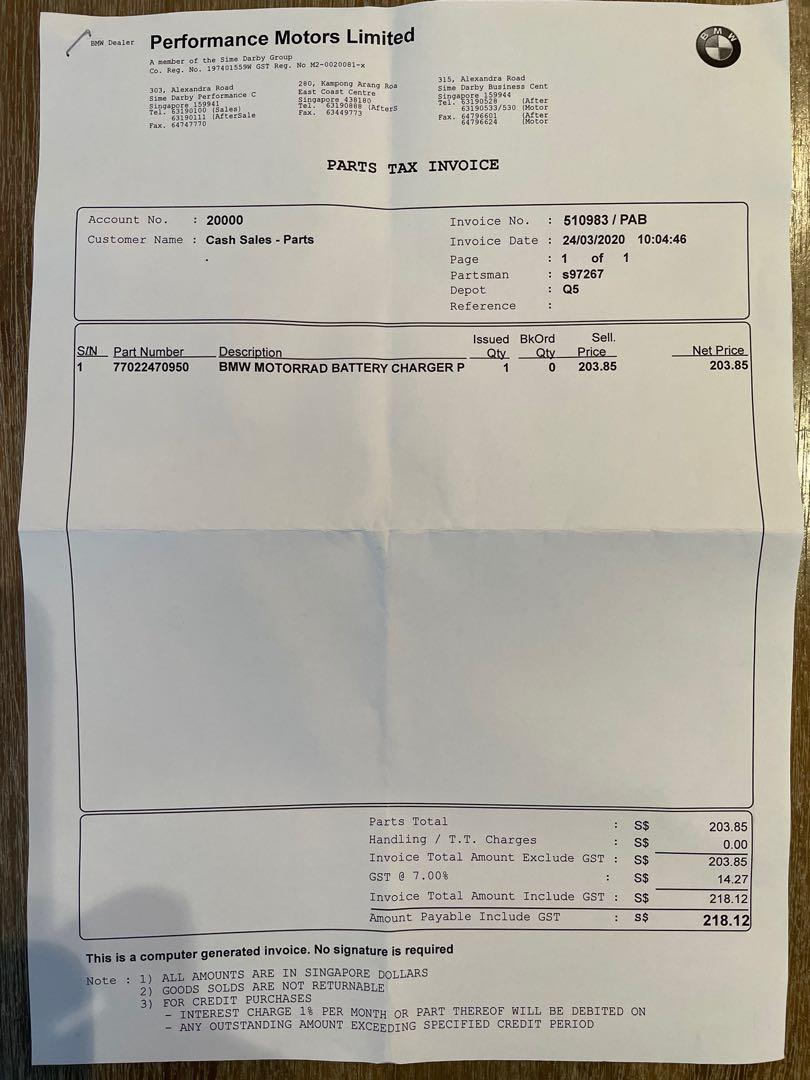 BMW Dealer
Performance Motors Limited
BMW
A member of the Sime Darby Group
Co. Reg. No. 197401559W GST Reg. No M2-0020081-x
303, Alexandra Road
Sime Darby Performance C
Singapore 159941
Tel. 63190100 (Sales)
63190111 (AfterSale
Fax. 64747770
280, Kampong Arang Roa
East Coast Centre
Singapore 438180
Tel. 63190888 (AfterS
Fax. 63449773
315, Alexandra Road
Sime Darby Business Cent
Singapore 159944
Tel. 63190528 (After
63190533/530 (Motor
Fax. 64796601 (After
64796624 (Motor
PARTS TAX INVOICE
Account No. : 20000
Customer Name : Cash Sales - Parts
.
Invoice No. : 510983 / PAB
Invoice Date : 24/03/2020 10:04:46
Page : 1 of 1
Partsman : s97267
Depot : Q5
Reference :
S/N Part Number Description Issued Qty BkOrd Qty Sell. Price Net Price
1 77022470950 BMW MOTORRAD BATTERY CHARGER P 1 0 203.85 203.85
Parts Total : S$ 203.85
Handling / T.T. Charges : S$ 0.00
Invoice Total Amount Exclude GST : S$ 203.85
GST @ 7.00% : S$ 14.27
Invoice Total Amount Include GST : S$ 218.12
Amount Payable Include GST : S$ 218.12
This is a computer generated invoice. No signature is required
Note : 1) ALL AMOUNTS ARE IN SINGAPORE DOLLARS
2) GOODS SOLDS ARE NOT RETURNABLE
3) FOR CREDIT PURCHASES
- INTEREST CHARGE 1% PER MONTH OR PART THEREOF WILL BE DEBITED ON
- ANY OUTSTANDING AMOUNT EXCEEDING SPECIFIED CREDIT PERIOD